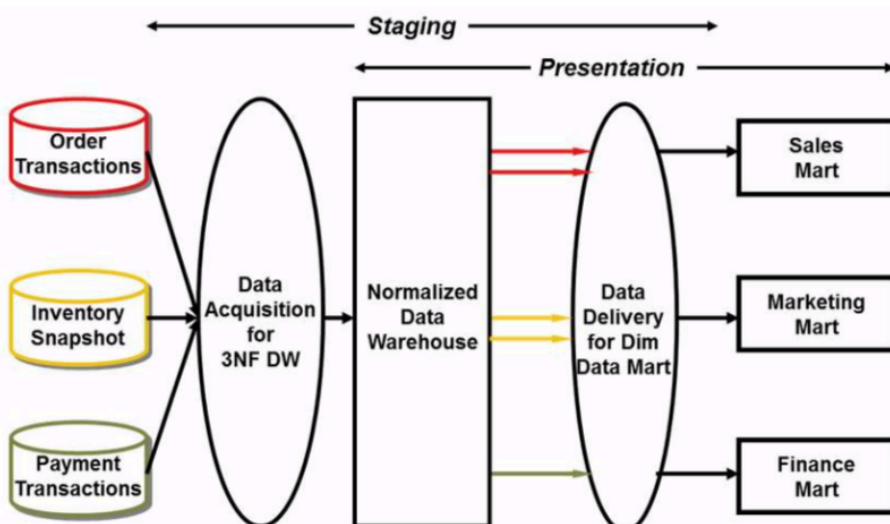 Staging
Presentation
Order
Transactions
Inventory
Snapshot
Payment
Transactions
Data
Acquisition
for
3NF DW
Normalized
Data
Warehouse
Data
Delivery
for Dim
Data Mart
Sales
Mart
Marketing
Mart
Finance
Mart